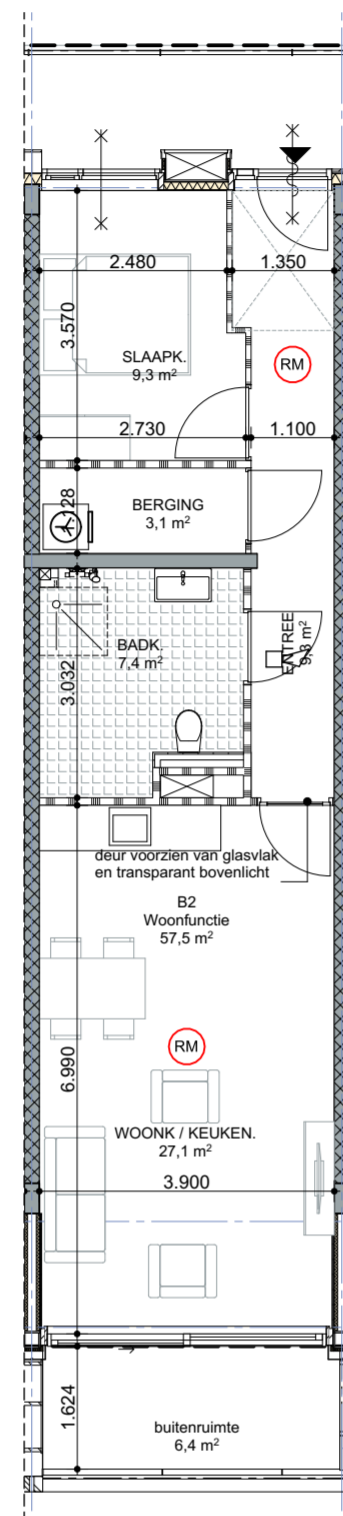 2.480
1.350
3.570
SLAAPK.
9,3 m²
RM
2.730
1.100
BERGING
3,1 m²
BADK.
7,4 m²
ENTREE
9,3 m²
3.032
deur voorzien van glasvlak
en transparant bovenlicht
B2
Woonfunctie
57,5 m²
6.990
RM
WOONK / KEUKEN.
27,1 m²
3.900
1.624
buitenruimte
6,4 m²